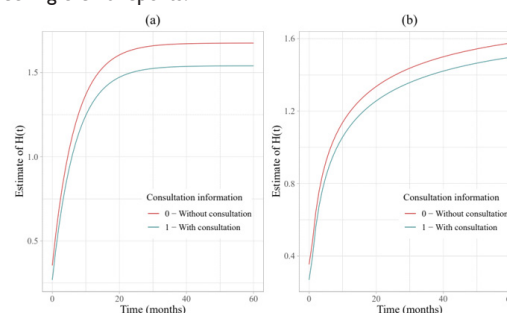 (a)
Estimate of H(t)
1.5
1.0
0.5
Consultation information
0 − Without consultation
1 − With consultation
0 20 40 60
Time (months)
(b)
Estimate of H(t)
1.6
1.2
0.8
0.4
Consultation information
0 − Without consultation
1 − With consultation
0 20 40 60
Time (months)